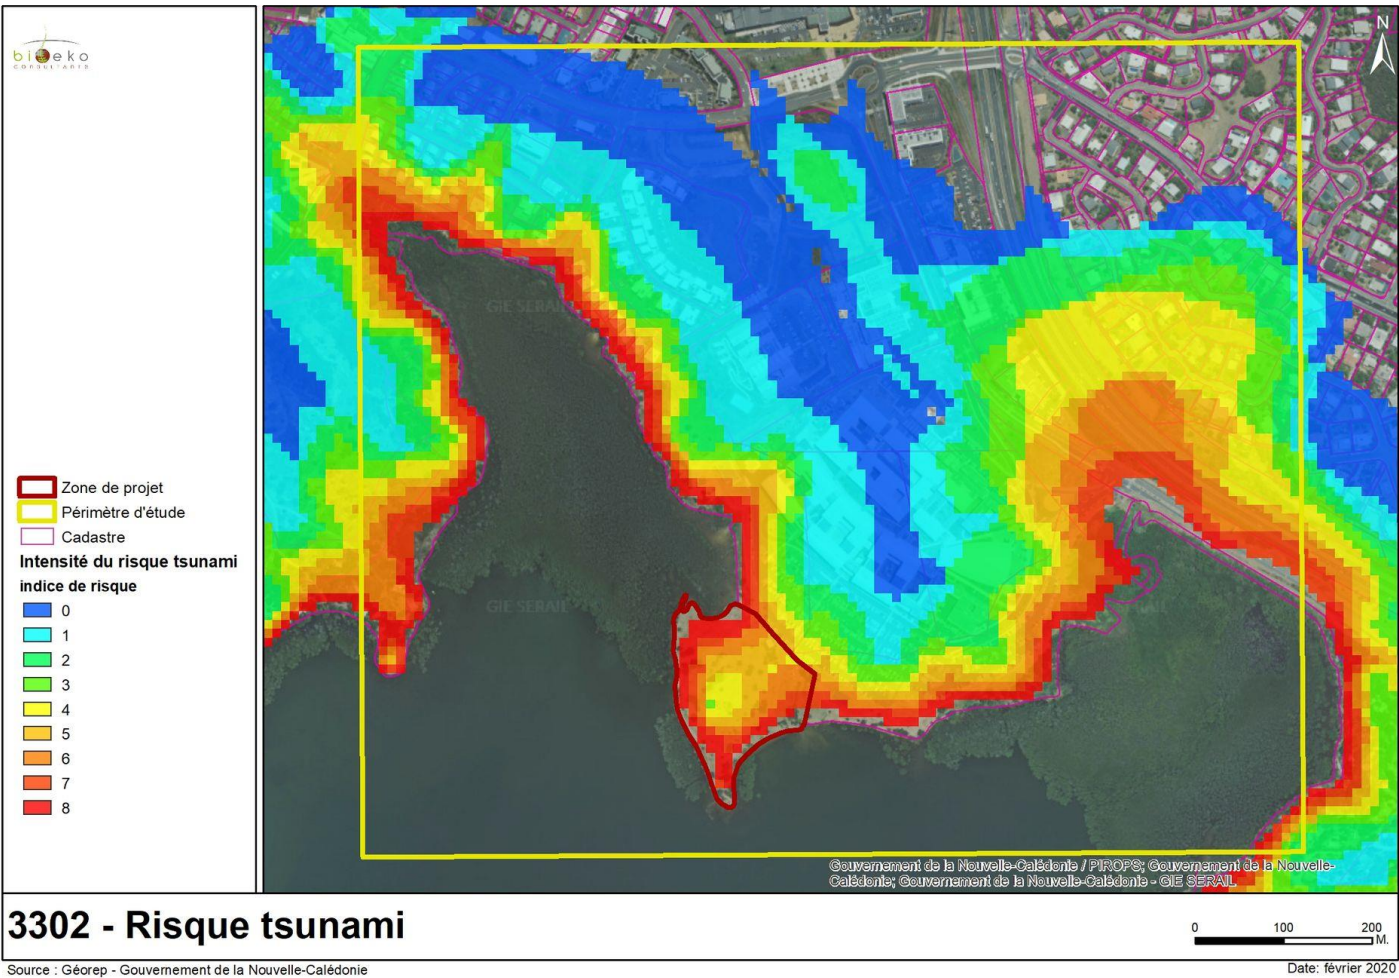 bioeko
CONSULTANTS
Zone de projet
Périmètre d'étude
Cadastre
Intensité du risque tsunami
indice de risque
0
1
2
3
4
5
6
7
8
N
GIE SERAIL
GIE SERAIL
Gouvernement de la Nouvelle-Calédonie / PIROPS; Gouvernement de la Nouvelle-
Calédonie; Gouvernement de la Nouvelle-Calédonie - GIE SERAIL
3302 - Risque tsunami
0 100 200
M.
Source : Géorep - Gouvernement de la Nouvelle-Calédonie
Date: février 2020